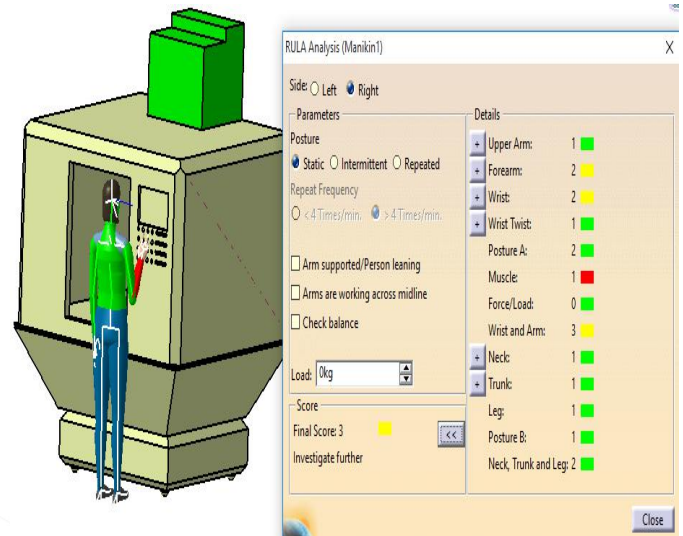 RULA Analysis (Manikin1)
X
Side: Left Right
Parameters
Posture
Static Intermittent Repeated
Repeat Frequency
< 4 Times/min. > 4 Times/min.
Arm supported/Person leaning
Arms are working across midline
Check balance
Load: 0kg
Score
Final Score: 3
<<
Investigate further
Details
+ Upper Arm: 1
+ Forearm: 2
+ Wrist: 2
+ Wrist Twist: 1
Posture A: 2
Muscle: 1
Force/Load: 0
Wrist and Arm: 3
+ Neck: 1
+ Trunk: 1
Leg: 1
Posture B: 1
Neck, Trunk and Leg: 2
Close